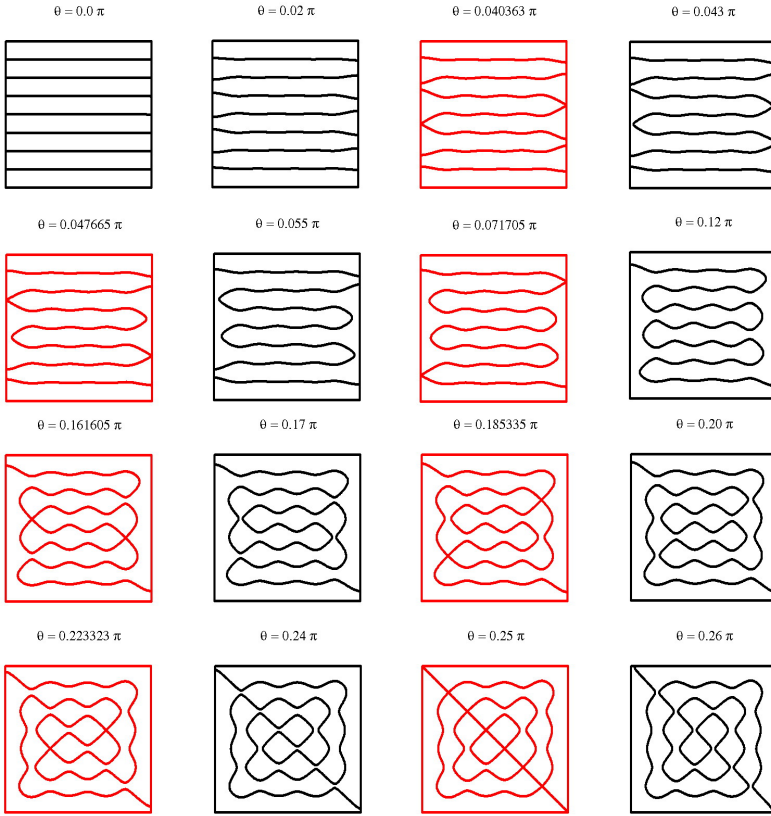 θ = 0.0 π
θ = 0.02 π
θ = 0.040363 π
θ = 0.043 π
θ = 0.047665 π
θ = 0.055 π
θ = 0.071705 π
θ = 0.12 π
θ = 0.161605 π
θ = 0.17 π
θ = 0.185335 π
θ = 0.20 π
θ = 0.223323 π
θ = 0.24 π
θ = 0.25 π
θ = 0.26 π